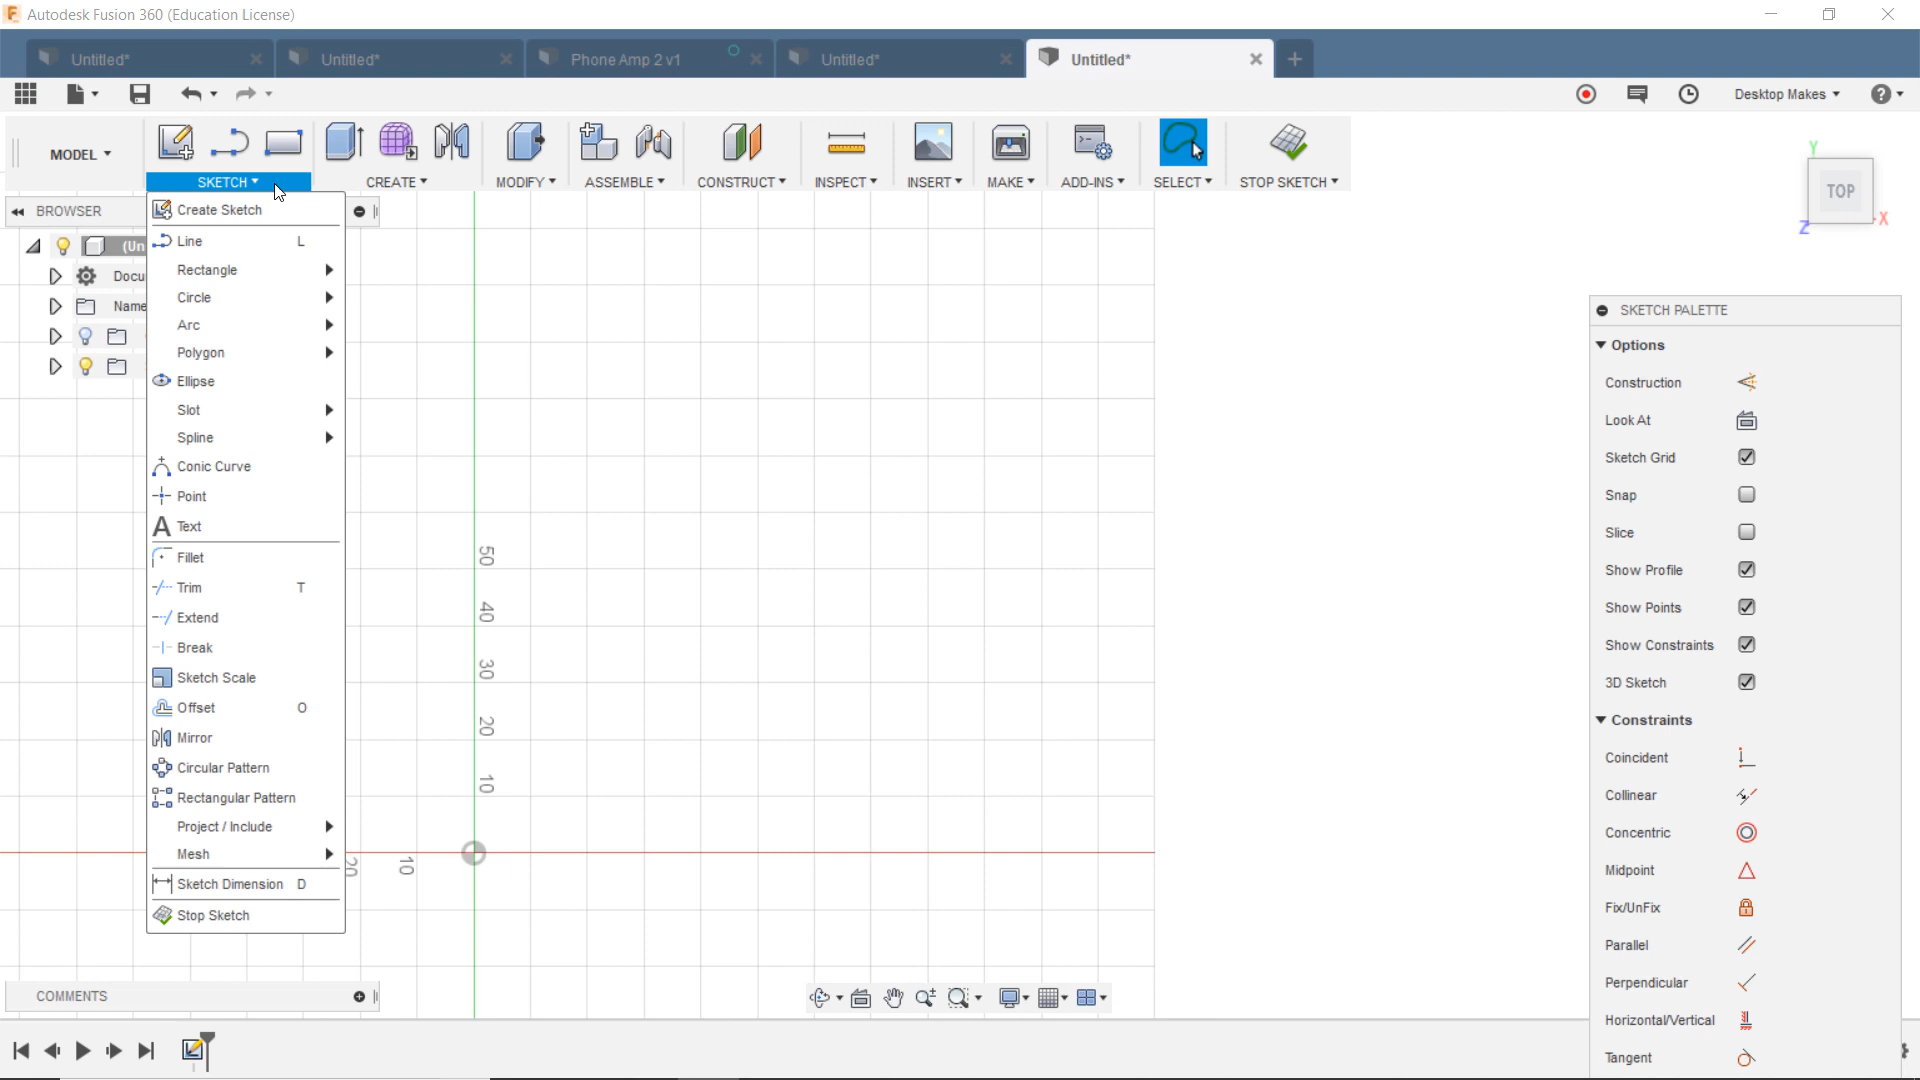 Autodesk Fusion 360 (Education License)
Untitled*
Untitled*
Phone Amp 2 v1
Untitled*
Untitled*
Desktop Makes
MODEL
SKETCH
CREATE
MODIFY
ASSEMBLE
CONSTRUCT
INSPECT
INSERT
MAKE
ADD-INS
SELECT
STOP SKETCH
BROWSER
(Un
Docu
Name
Create Sketch
Line L
Rectangle
Circle
Arc
Polygon
Ellipse
Slot
Spline
Conic Curve
Point
Text
Fillet
Trim T
Extend
Break
Sketch Scale
Offset O
Mirror
Circular Pattern
Rectangular Pattern
Project / Include
Mesh
Sketch Dimension D
Stop Sketch
50
40
30
20
10
20
10
Y
TOP
X
Z
SKETCH PALETTE
Options
Construction
Look At
Sketch Grid
Snap
Slice
Show Profile
Show Points
Show Constraints
3D Sketch
Constraints
Coincident
Collinear
Concentric
Midpoint
Fix/UnFix
Parallel
Perpendicular
Horizontal/Vertical
Tangent
COMMENTS